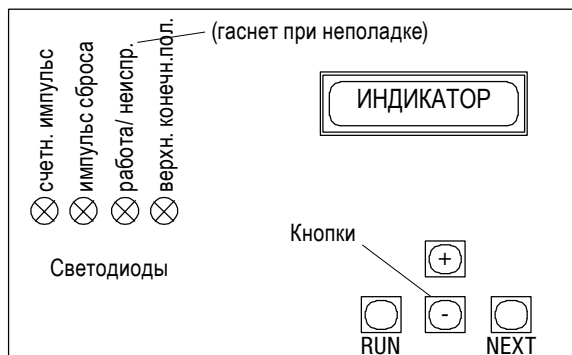 (гаснет при неполадке)
счетн. импульс
импульс сброса
работа/ неиспр.
верхн. конечн.пол.
ИНДИКАТОР
Светодиоды
Кнопки
+
-
RUN
NEXT